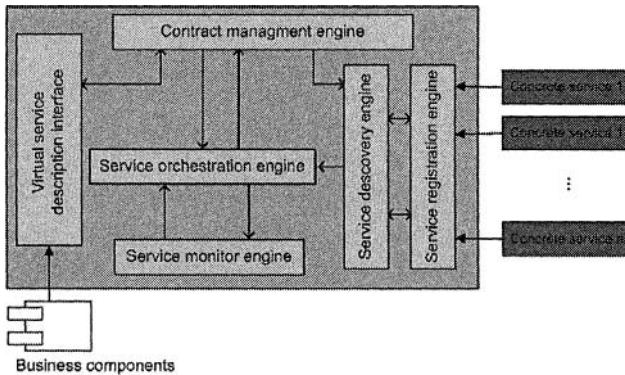 Contract managment engine
Virtual service
description interface
Service orchestration engine
Service monitor engine
Service descovery engine
Service registration engine
Concrete service 1
Concrete service 1
...
Concrete service n
Business components